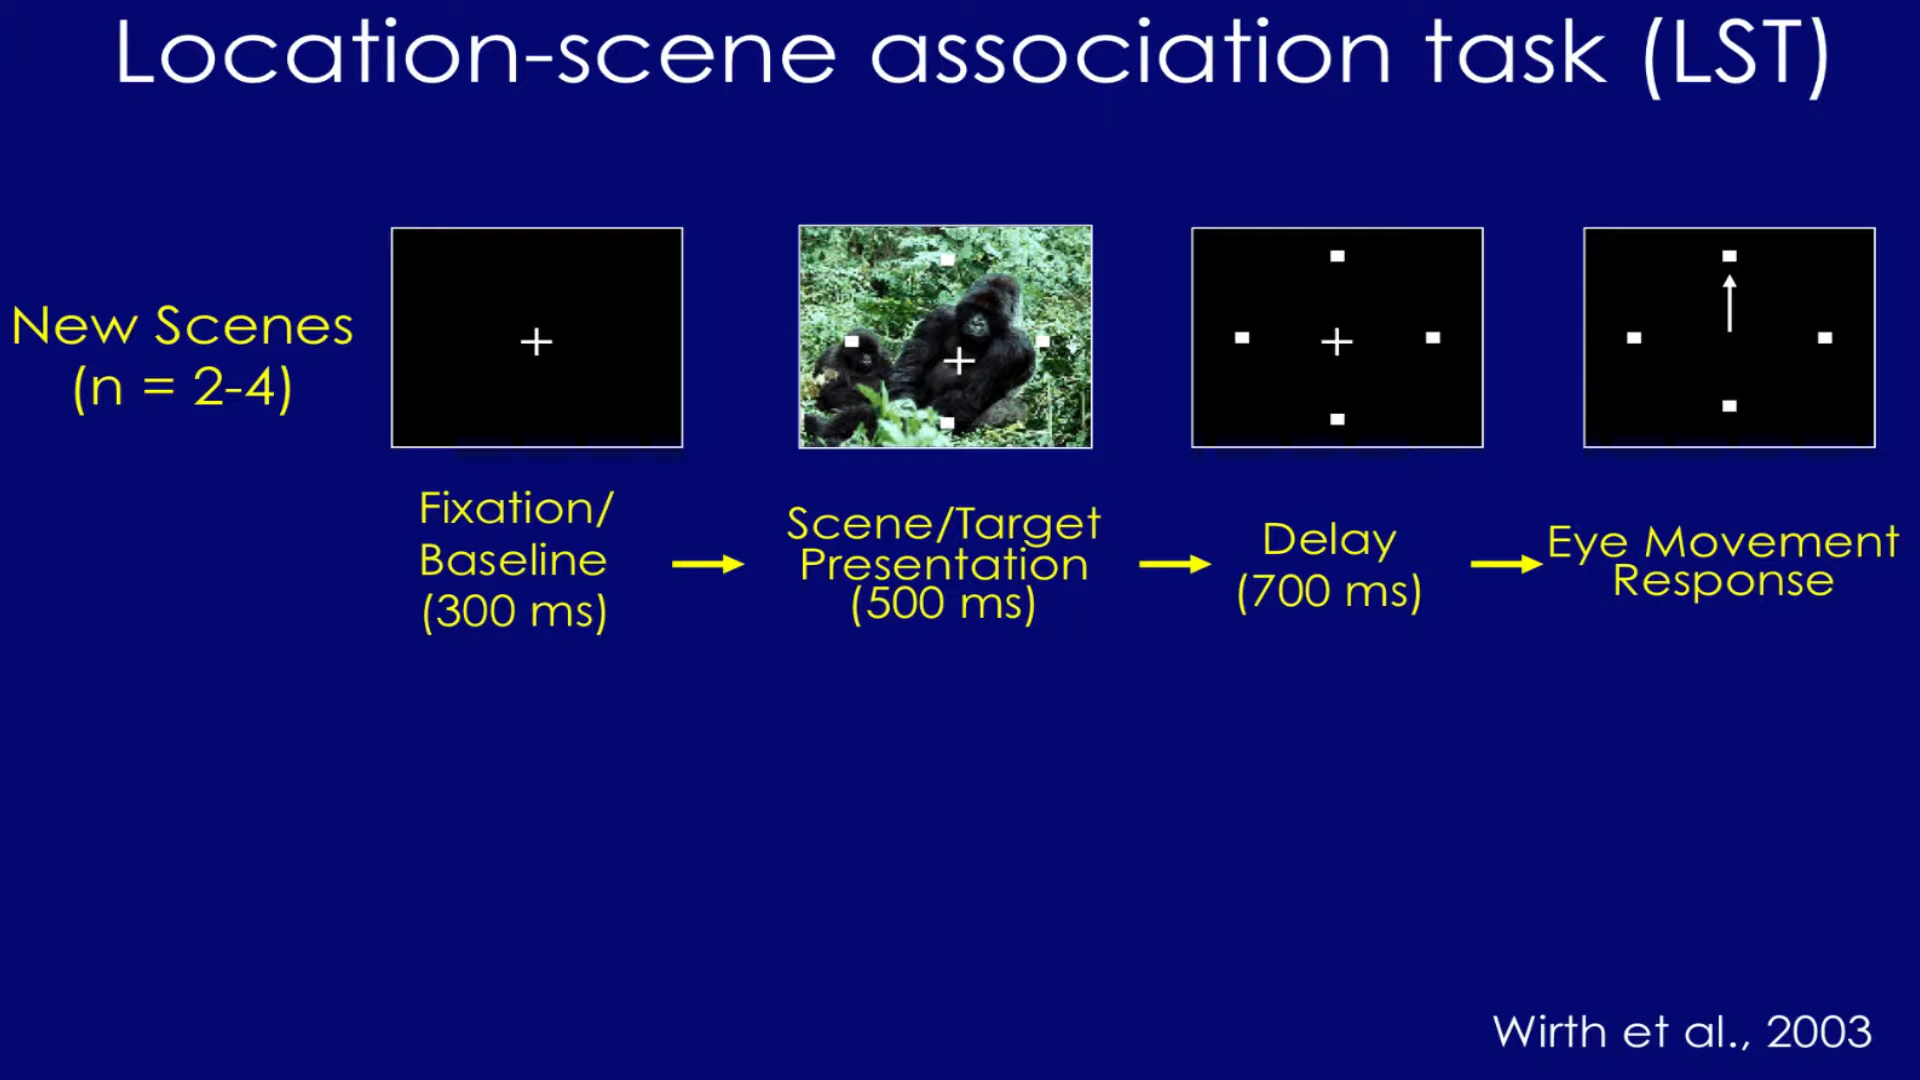 Location-scene association task (LST)
New Scenes
(n = 2-4)
Fixation/
Baseline
(300 ms)
Scene/Target
Presentation
(500 ms)
Delay
(700 ms)
Eye Movement
Response
Wirth et al., 2003